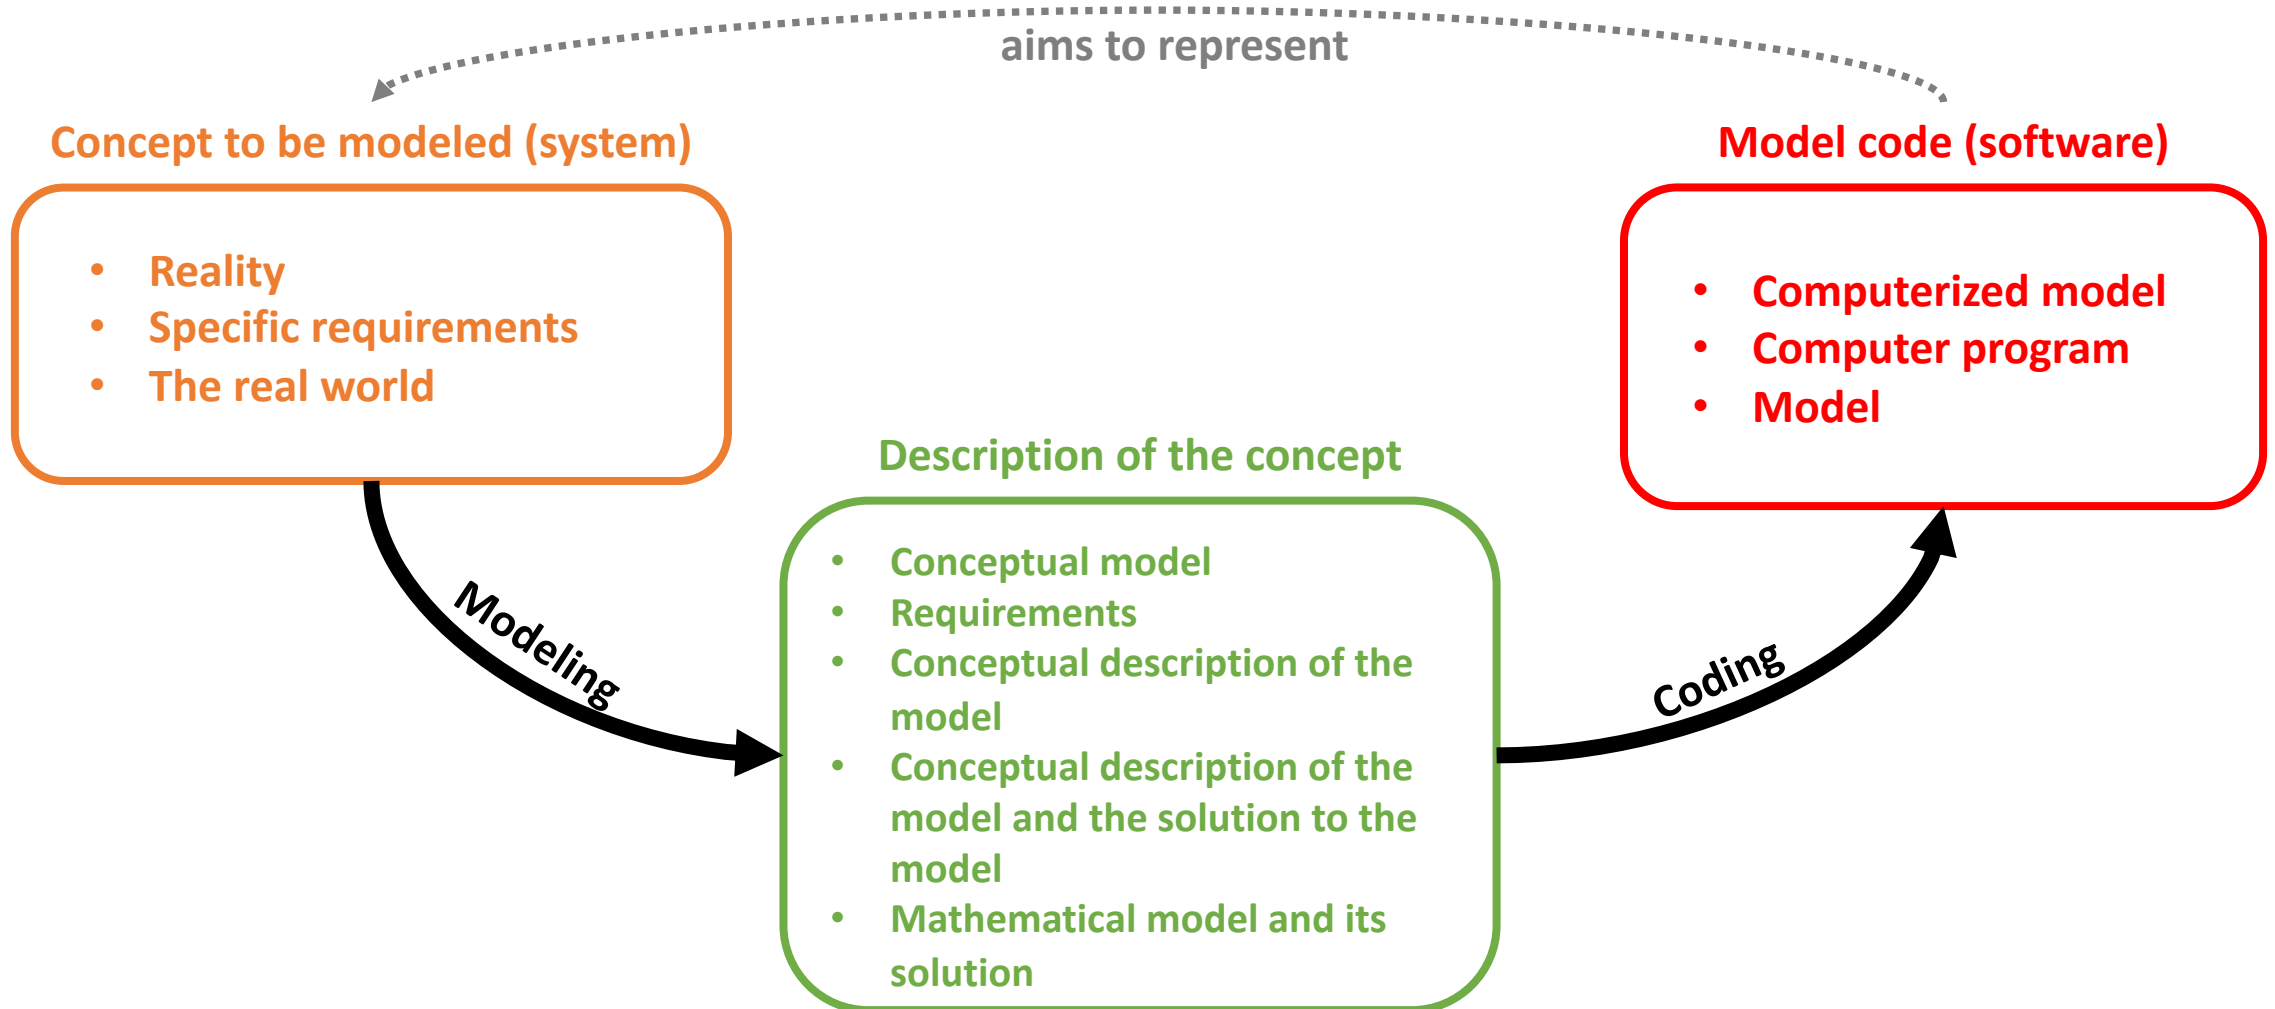 aims to represent
Concept to be modeled (system)
• Reality
• Specific requirements
• The real world
Modeling
Description of the concept
• Conceptual model
• Requirements
• Conceptual description of the
model
• Conceptual description of the
model and the solution to the
model
• Mathematical model and its
solution
Coding
Model code (software)
• Computerized model
• Computer program
• Model